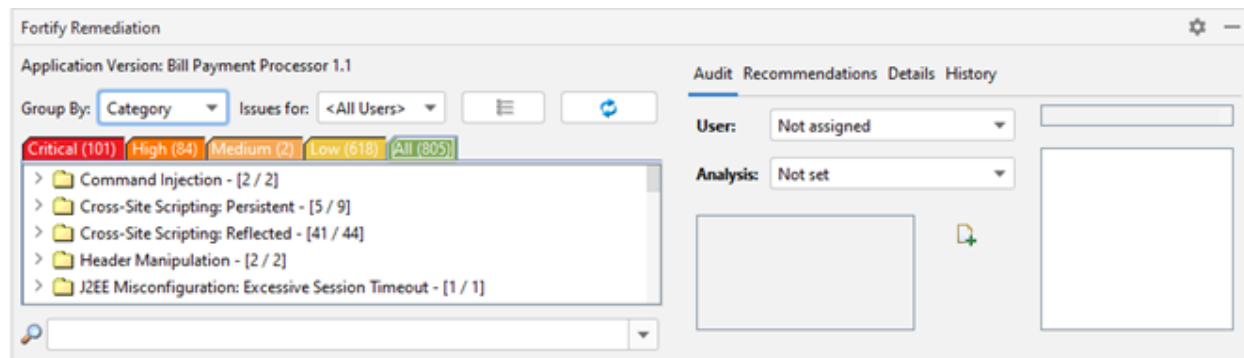 Fortify Remediation
Application Version: Bill Payment Processor 1.1
Group By: Category Issues for: <All Users>
Critical (101) High (84) Medium (2) Low (618) All (805)
Command Injection - [2 / 2]
Cross-Site Scripting: Persistent - [5 / 9]
Cross-Site Scripting: Reflected - [41 / 44]
Header Manipulation - [2 / 2]
J2EE Misconfiguration: Excessive Session Timeout - [1 / 1]
Audit Recommendations Details History
User: Not assigned
Analysis: Not set